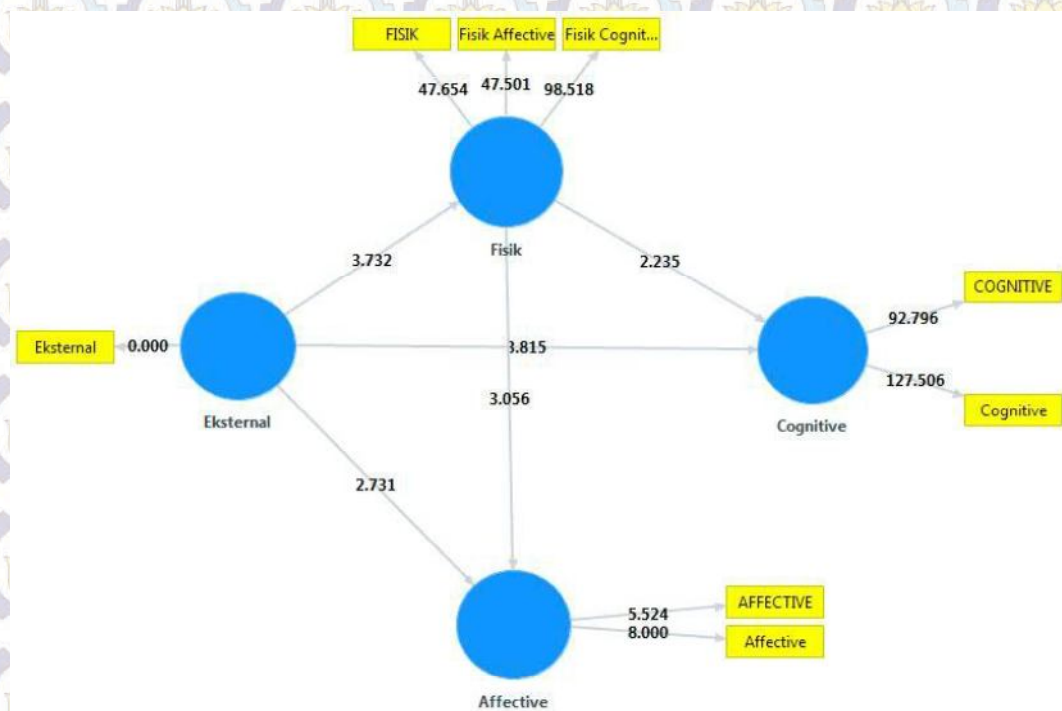 FISIK
Fisik Affective
Fisik Cognit...
47.654
47.501
98.518
Fisik
3.732
2.235
Eksternal
0.000
3.815
COGNITIVE
92.796
127.506
Cognitive
3.056
Eksternal
Cognitive
2.731
AFFECTIVE
5.524
8.000
Affective
Affective